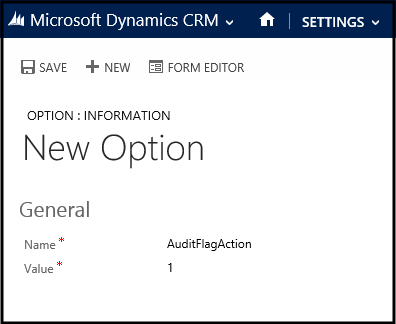 Microsoft Dynamics CRM SETTINGS
SAVE NEW FORM EDITOR
OPTION : INFORMATION
New Option
General
Name * AuditFlagAction
Value * 1